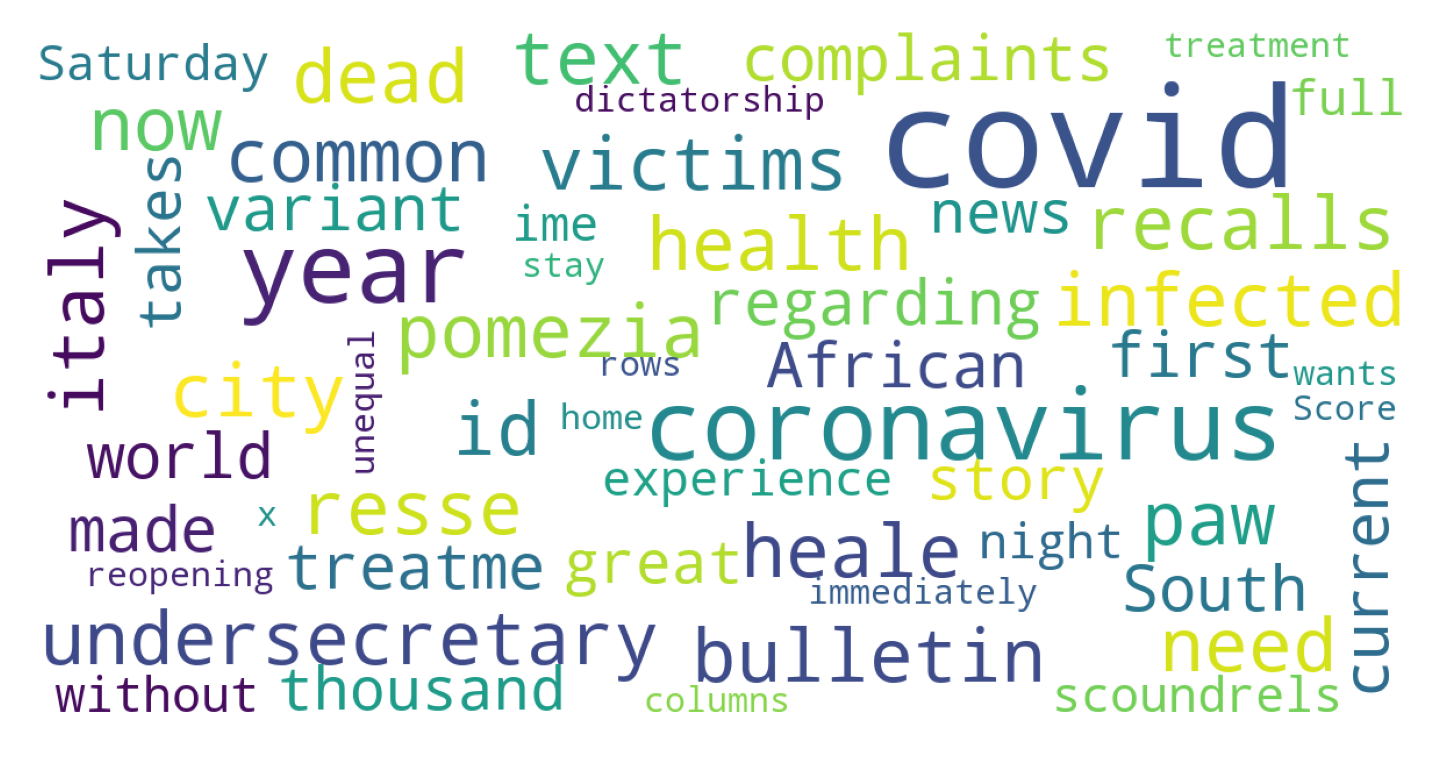 Saturday
dead
text
complaints
treatment
now
dictatorship
covid
full
common
victims
takes
variant
ime
news
recalls
italy
year
stay
health
regarding
infected
pomezia
rows
African
first
wants
city
unequal
id
home
coronavirus
Score
world
experience
story
current
made
x
resse
paw
reopening
treatme
great
heale
night
immediately
South
undersecretary
bulletin
need
without
thousand
columns
scoundrels